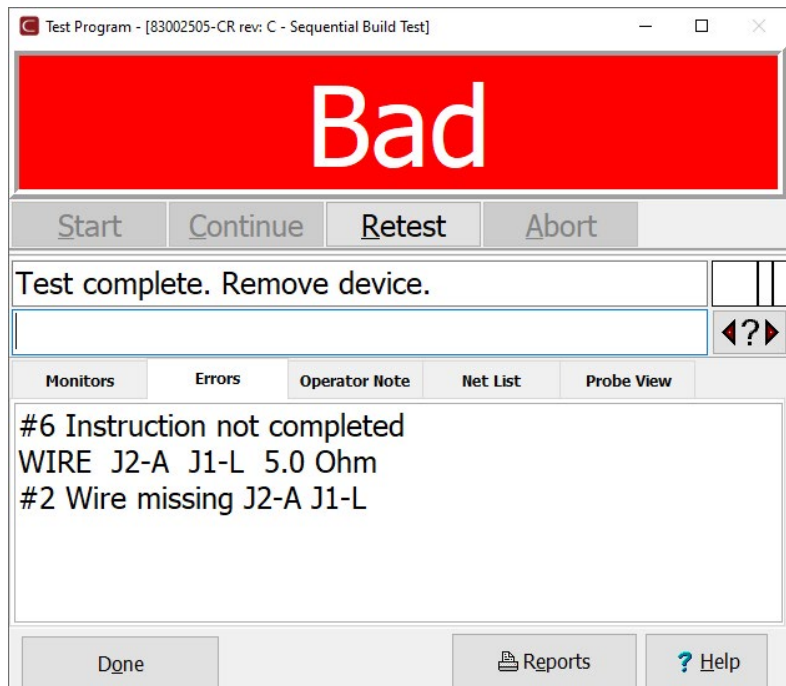 Test Program - [83002505-CR rev: C - Sequential Build Test]
Bad
Start Continue Retest Abort
Test complete. Remove device.
?
Monitors Errors Operator Note Net List Probe View
#6 Instruction not completed
WIRE J2-A J1-L 5.0 Ohm
#2 Wire missing J2-A J1-L
Done Reports ? Help